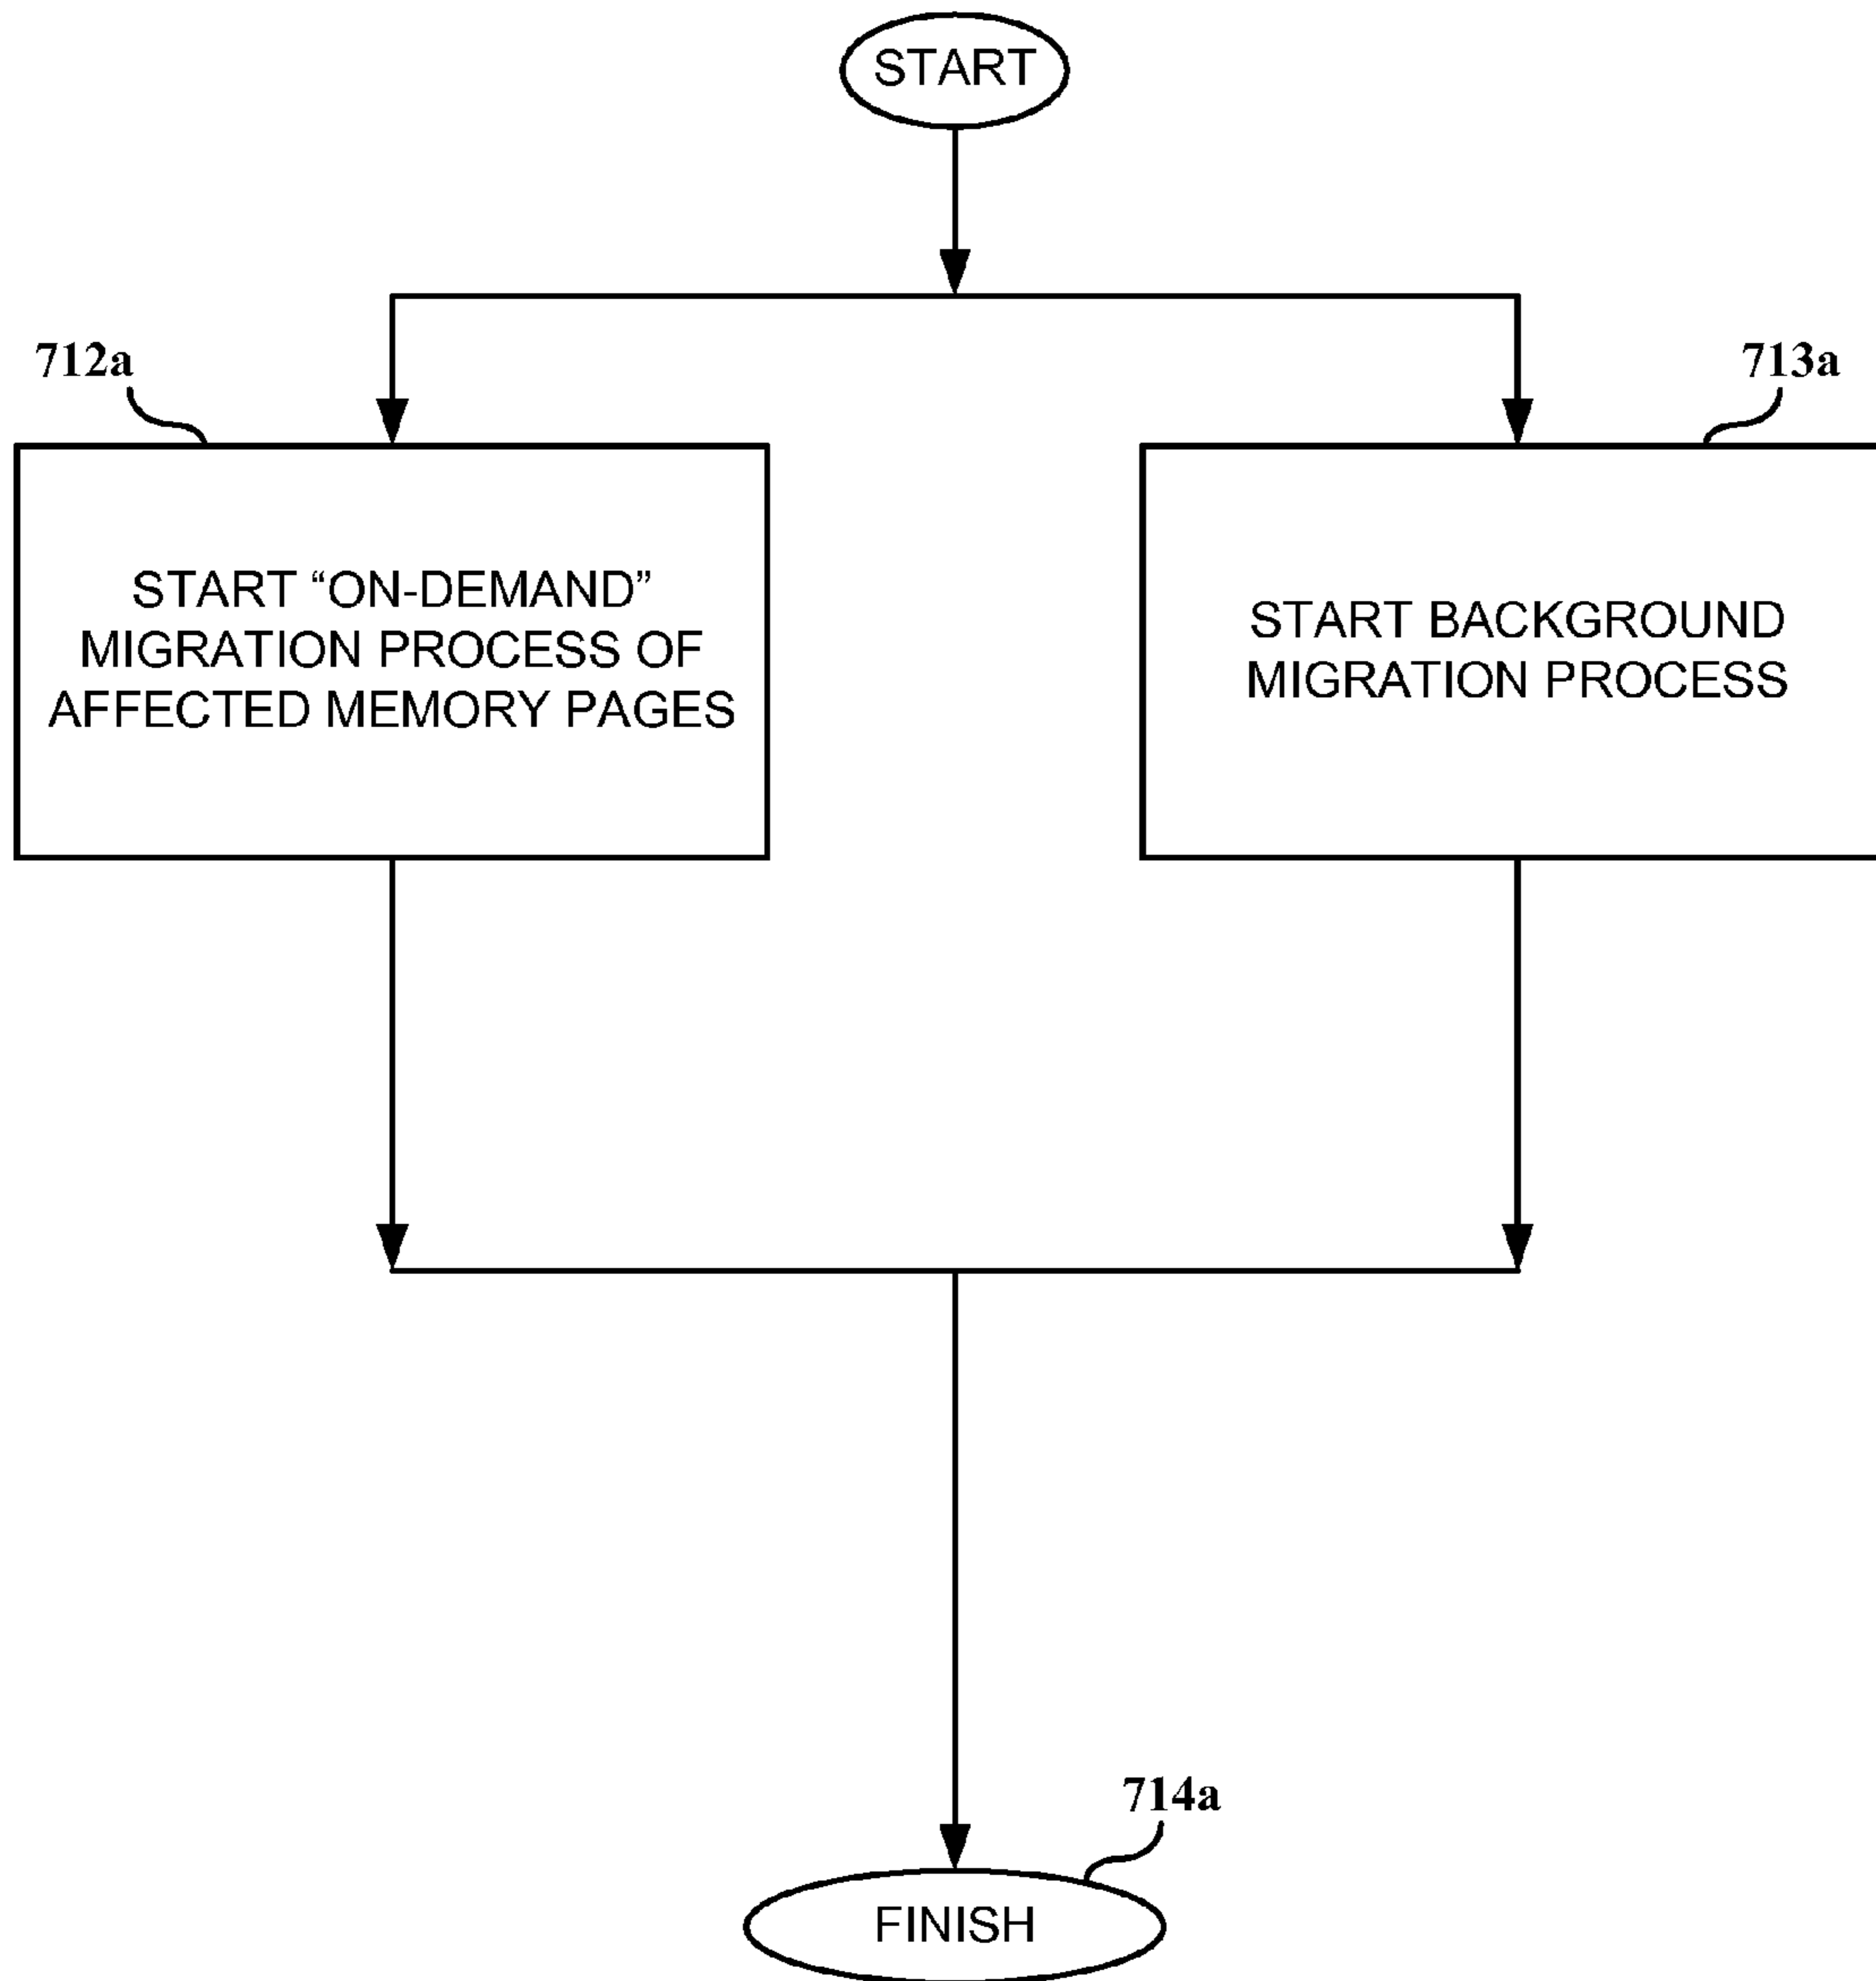 START
712a
713a
START “ON-DEMAND”
MIGRATION PROCESS OF
AFFECTED MEMORY PAGES
START BACKGROUND
MIGRATION PROCESS
714a
FINISH